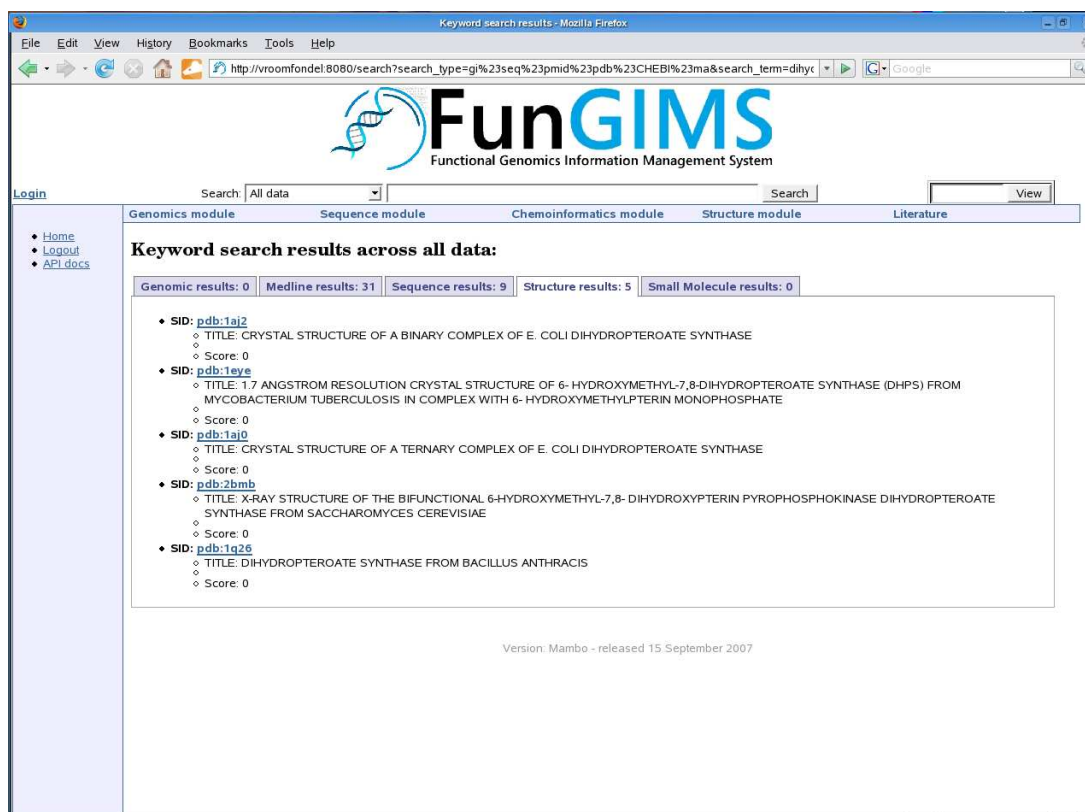 Keyword search results - Mozilla Firefox
File Edit View History Bookmarks Tools Help
http://vroomfondel:8080/search?search_type=gi%23seq%23pmid%23pdb%23CHEBI%23ma&search_term=dihyc
G Google
FunGIMS
Functional Genomics Information Management System
Login Search: All data Search View
Genomics module Sequence module Chemoinformatics module Structure module Literature
Home
Logout
API docs
Keyword search results across all data:
Genomic results: 0 Medline results: 31 Sequence results: 9 Structure results: 5 Small Molecule results: 0
SID: pdb:1aj2
TITLE: CRYSTAL STRUCTURE OF A BINARY COMPLEX OF E. COLI DIHYDROPTEROATE SYNTHASE
Score: 0
SID: pdb:1eye
TITLE: 1.7 ANGSTROM RESOLUTION CRYSTAL STRUCTURE OF 6- HYDROXYMETHYL-7,8-DIHYDROPTEROATE SYNTHASE (DHPS) FROM
MYCOBACTERIUM TUBERCULOSIS IN COMPLEX WITH 6- HYDROXYMETHYLPTERIN MONOPHOSPHATE
Score: 0
SID: pdb:1aj0
TITLE: CRYSTAL STRUCTURE OF A TERNARY COMPLEX OF E. COLI DIHYDROPTEROATE SYNTHASE
Score: 0
SID: pdb:2bmb
TITLE: X-RAY STRUCTURE OF THE BIFUNCTIONAL 6-HYDROXYMETHYL-7,8- DIHYDROXYPTERIN PYROPHOSPHOKINASE DIHYDROPTEROATE
SYNTHASE FROM SACCHAROMYCES CEREVISIAE
Score: 0
SID: pdb:1q26
TITLE: DIHYDROPTEROATE SYNTHASE FROM BACILLUS ANTHRACIS
Score: 0
Version: Mambo - released 15 September 2007